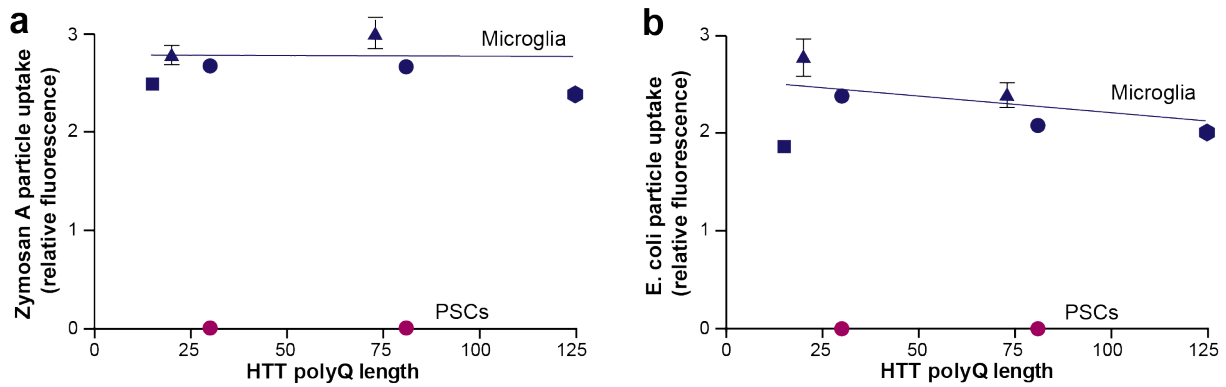 a
Zymosan A particle uptake
(relative fluorescence)
3
2
1
0
Microglia
PSCs
0 25 50 75 100 125
HTT polyQ length
b
E. coli particle uptake
(relative fluorescence)
3
2
1
0
Microglia
PSCs
0 25 50 75 100 125
HTT polyQ length